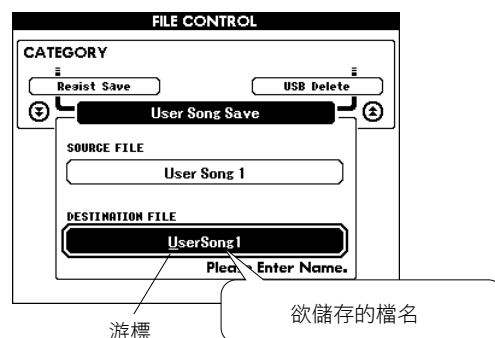 FILE CONTROL
CATEGORY
Regist Save
USB Delete
User Song Save
SOURCE FILE
User Song 1
DESTINATION FILE
UserSong1
Please Enter Name.
欲儲存的檔名
游標